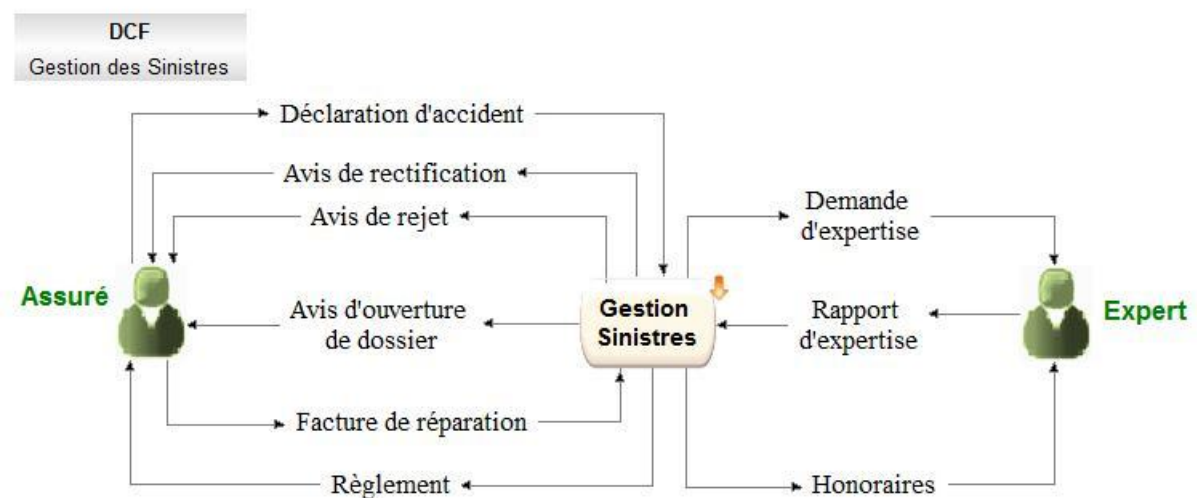 DCF
Gestion des Sinistres
Déclaration d'accident
Avis de rectification
Avis de rejet
Demande
d'expertise
Assuré
Avis d'ouverture
de dossier
Gestion
Sinistres
Rapport
d'expertise
Expert
Facture de réparation
Règlement
Honoraires